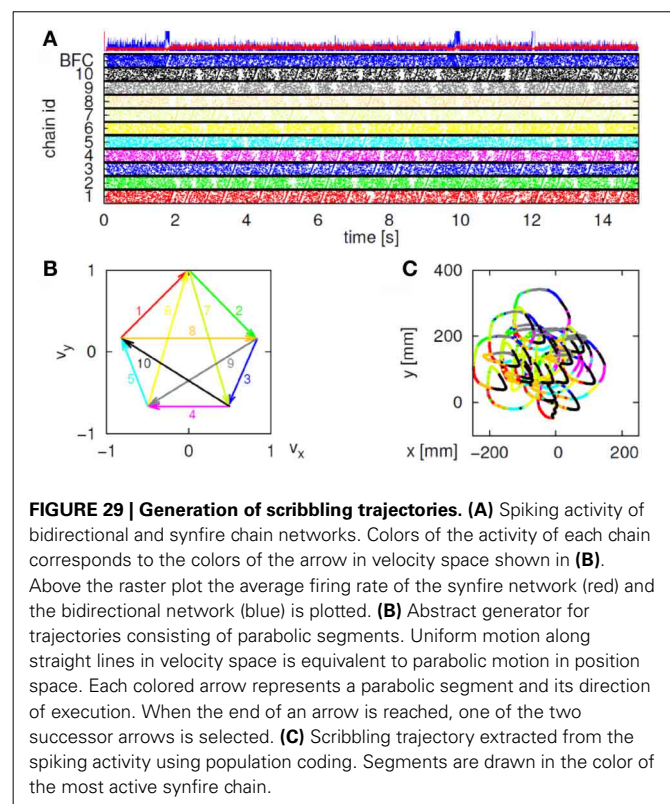 A
BFC
10
9
8
7
6
5
4
3
2
1
chain id
0 2 4 6 8 10 12 14
time [s]
B
1
0
−1
v_y
1
2
6
7
8
10
9
5
3
4
−1 0 1
v_x
C
400
200
0
y [mm]
x [mm] −200 0 200
FIGURE 29 | Generation of scribbling trajectories. (A) Spiking activity of
bidirectional and synfire chain networks. Colors of the activity of each chain
corresponds to the colors of the arrow in velocity space shown in (B).
Above the raster plot the average firing rate of the synfire network (red) and
the bidirectional network (blue) is plotted. (B) Abstract generator for
trajectories consisting of parabolic segments. Uniform motion along
straight lines in velocity space is equivalent to parabolic motion in position
space. Each colored arrow represents a parabolic segment and its direction
of execution. When the end of an arrow is reached, one of the two
successor arrows is selected. (C) Scribbling trajectory extracted from the
spiking activity using population coding. Segments are drawn in the color of
the most active synfire chain.